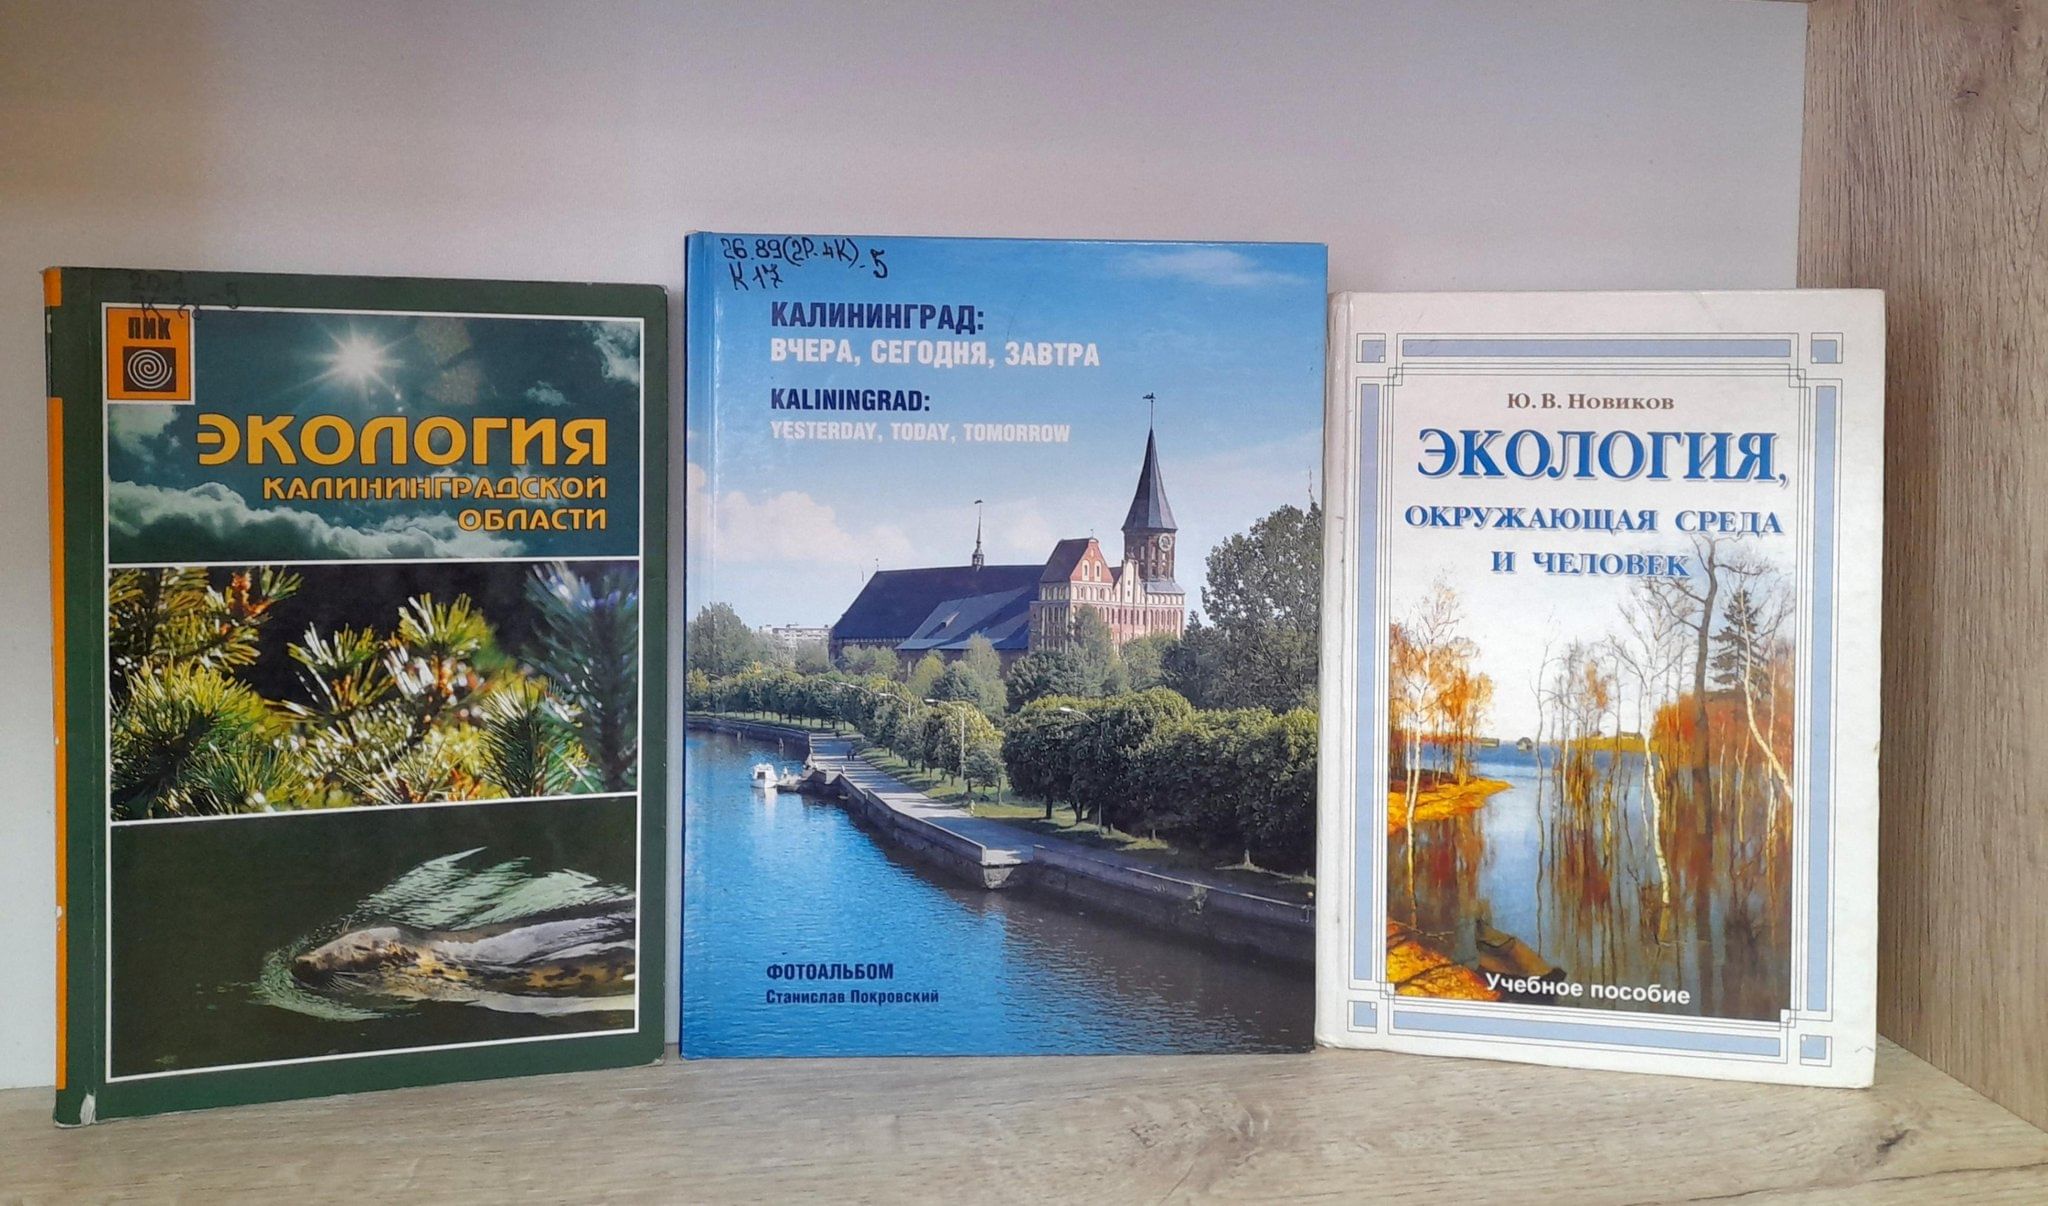 ПИК
ЭКОЛОГИЯ
КАЛИНИНГРАДСКОЙ
ОБЛАСТИ
26.89(2Р-4К)-5
К 17
КАЛИНИНГРАД:
ВЧЕРА, СЕГОДНЯ, ЗАВТРА
KALININGRAD:
YESTERDAY, TODAY, TOMORROW
ФОТОАЛЬБОМ
Станислав Покровский
Ю. В. Новиков
ЭКОЛОГИЯ,
ОКРУЖАЮЩАЯ СРЕДА
И ЧЕЛОВЕК
Учебное пособие